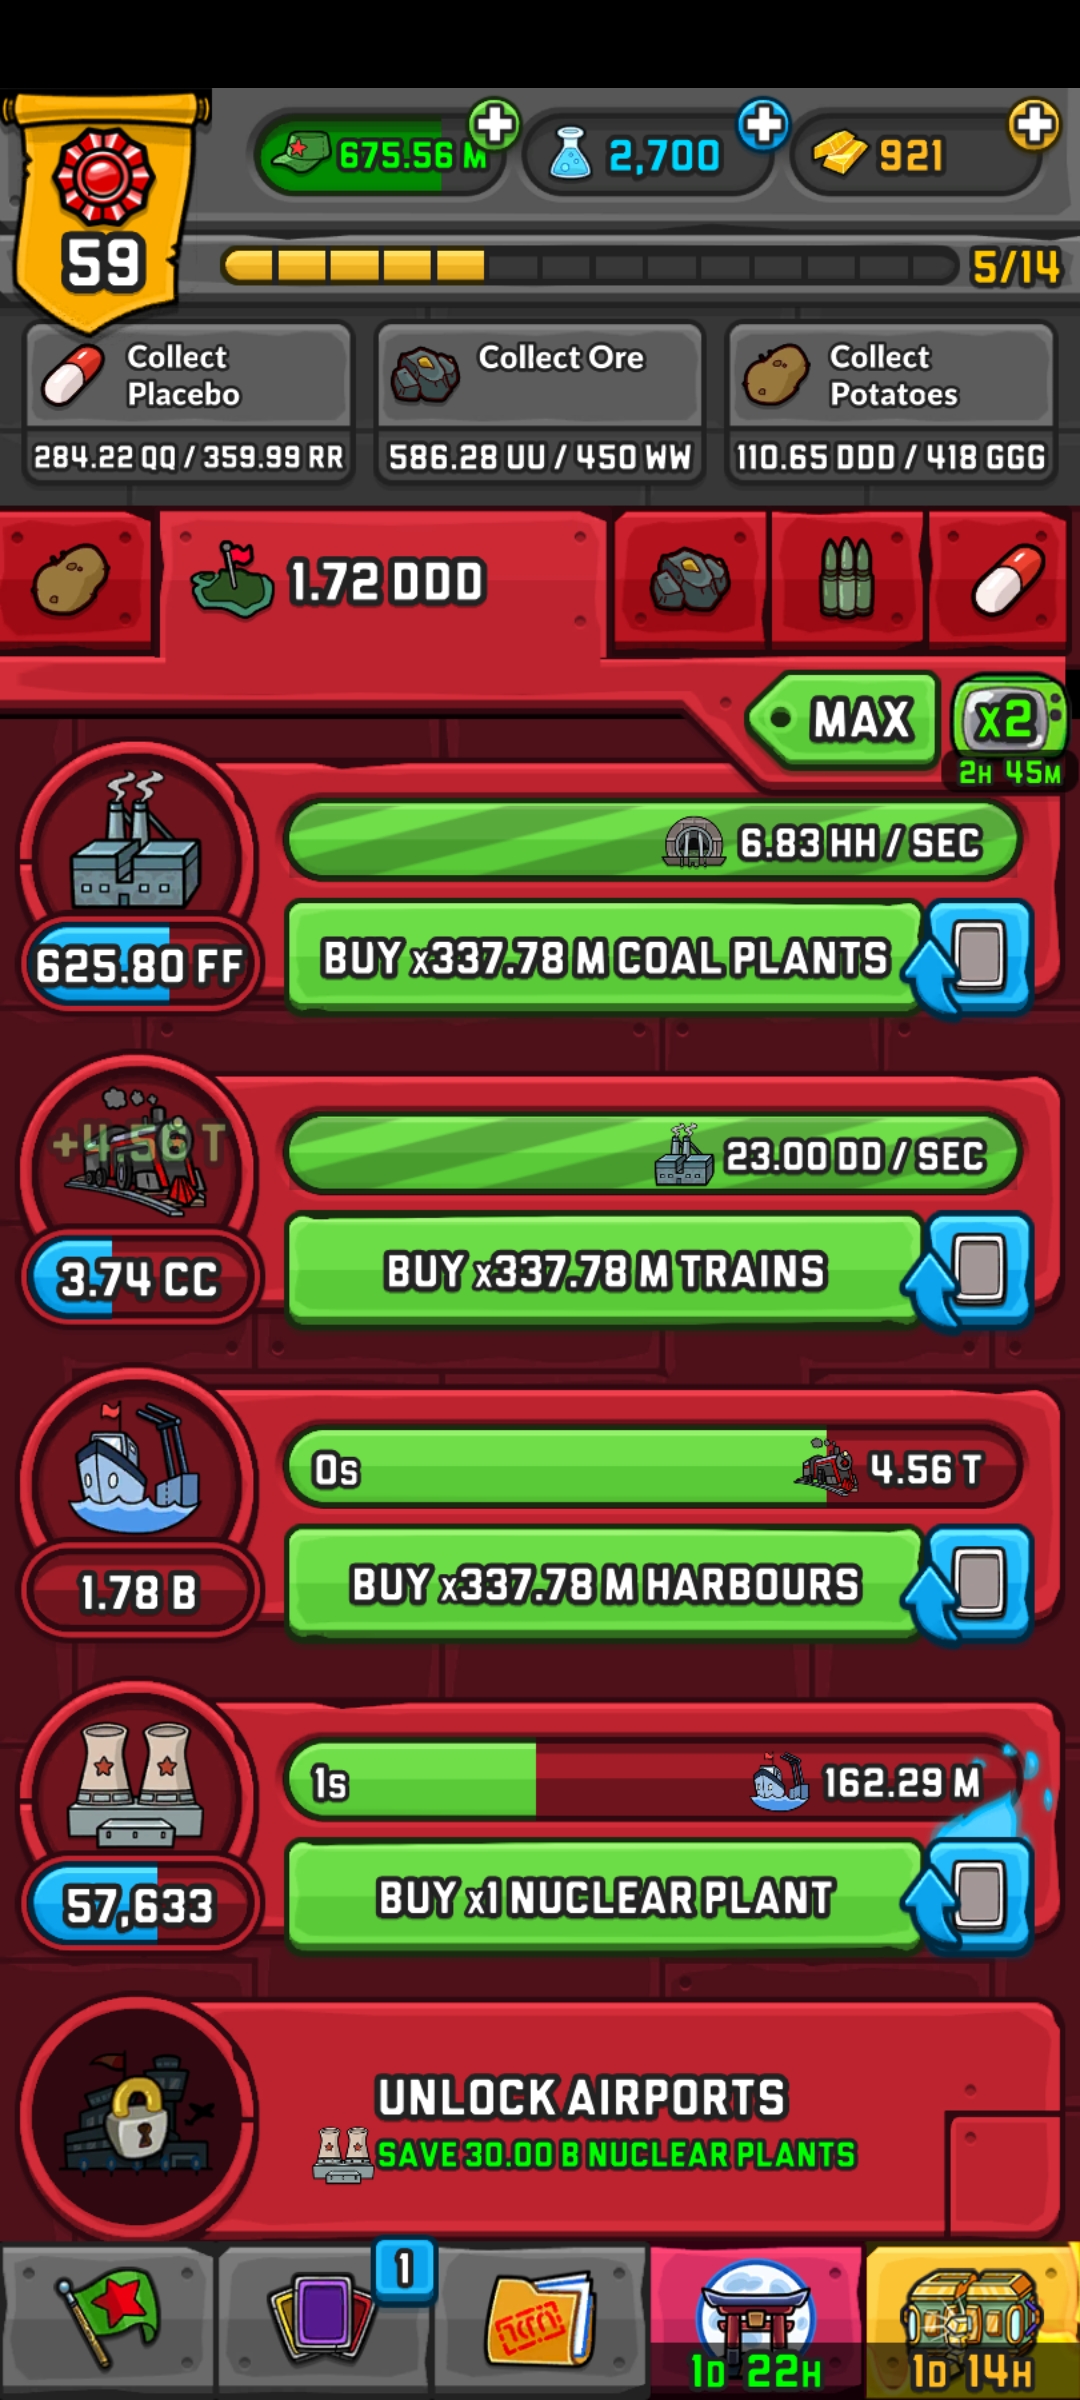 675.56 M
2,700
921
59
5/14
Collect
Placebo
284.22 QQ / 359.99 RR
Collect Ore
586.28 UU / 450 WW
Collect
Potatoes
110.65 DDD / 418 GGG
1.72 DDD
MAX
x2
2H 45M
6.83 HH / SEC
625.80 FF
BUY x337.78 M COAL PLANTS
+4.56 T
23.00 DD / SEC
3.74 CC
BUY x337.78 M TRAINS
0s
4.56 T
1.78 B
BUY x337.78 M HARBOURS
1s
162.29 M
57,633
BUY x1 NUCLEAR PLANT
UNLOCK AIRPORTS
SAVE 30.00 B NUCLEAR PLANTS
1
1D 22H
1D 14H